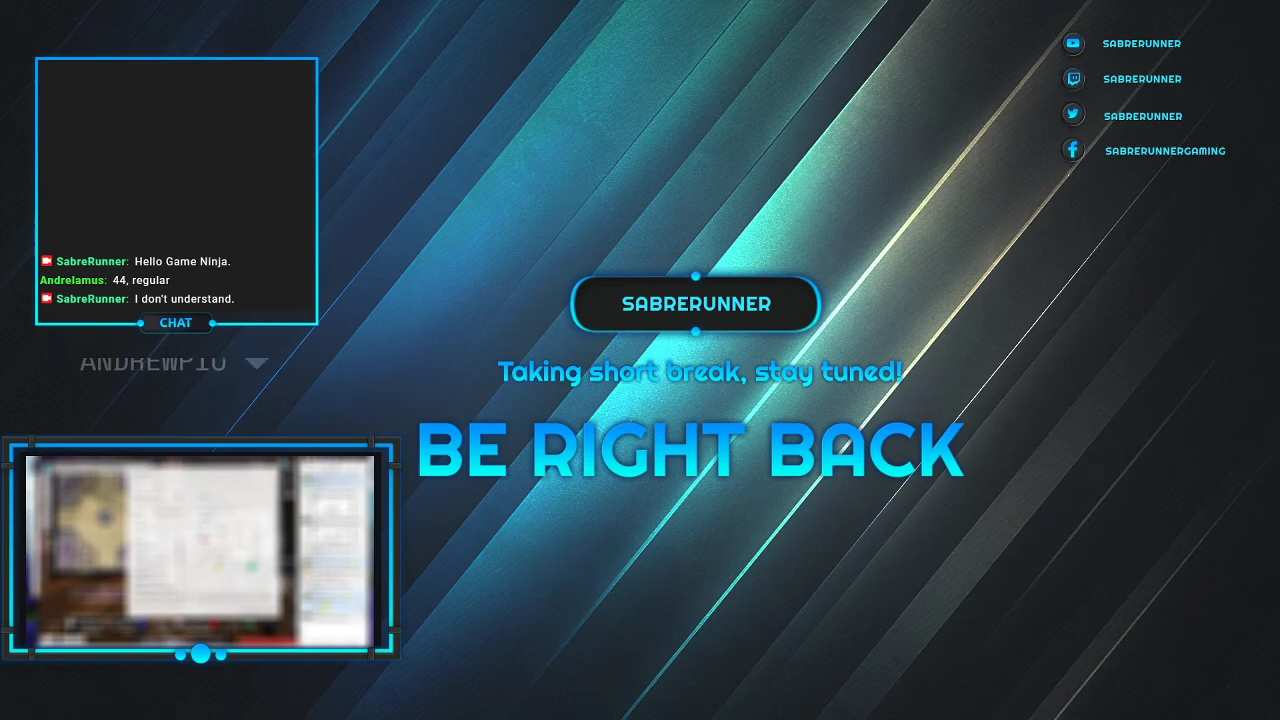 SABRERUNNER
SABRERUNNER
SABRERUNNER
SABRERUNNERGAMING
SabreRunner: Hello Game Ninja.
Andrelamus: 44, regular
SabreRunner: I don't understand.
CHAT
ANDREWPIO
SABRERUNNER
Taking short break, stay tuned!
BE RIGHT BACK